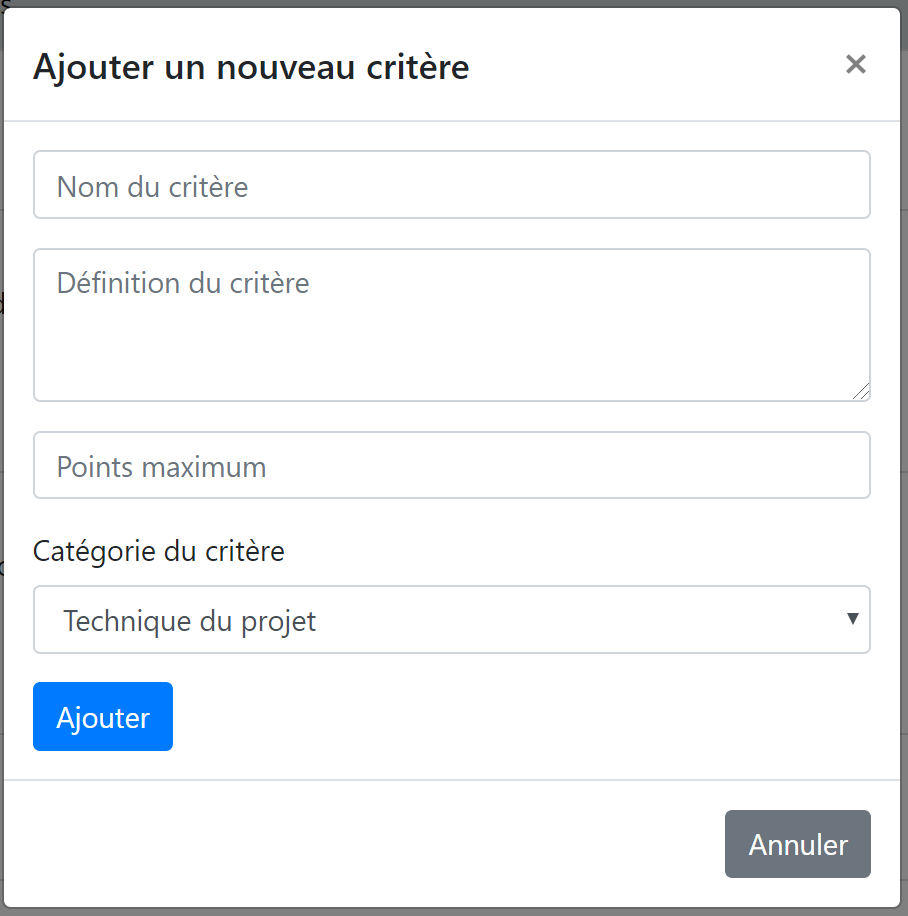 Ajouter un nouveau critère
×
Nom du critère
Définition du critère
Points maximum
Catégorie du critère
Technique du projet
Ajouter
Annuler